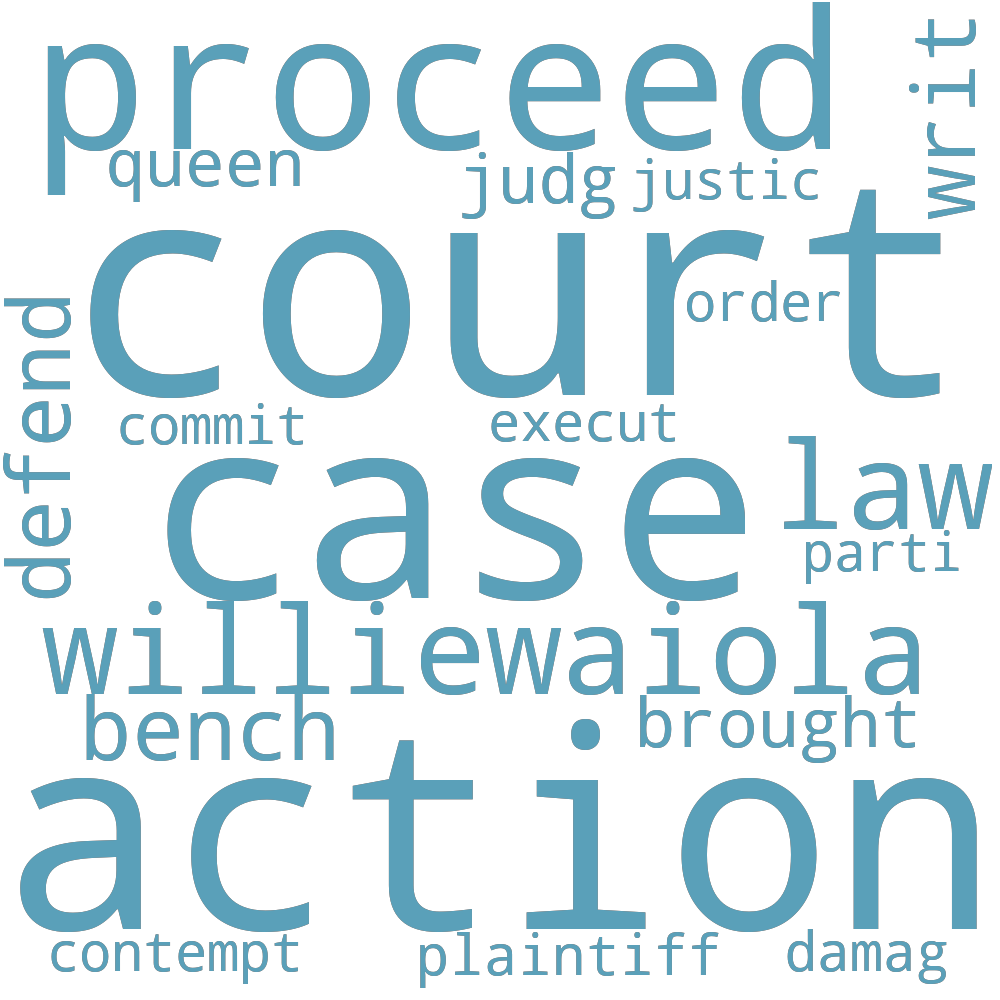 proceed
writ
queen
judg
justic
court
order
defend
commit
execut
case
law
parti
williewaiola
bench
brought
action
contempt
plaintiff
damag